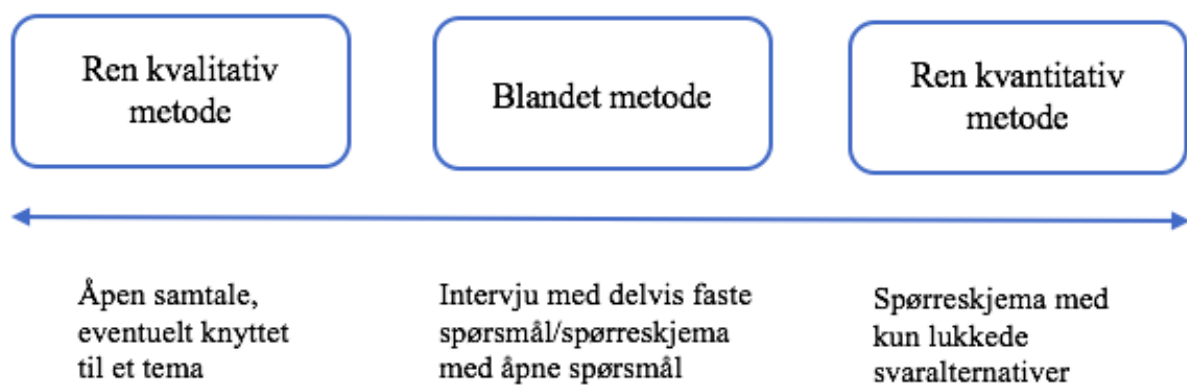 Ren kvalitativ
metode
Blandet metode
Ren kvantitativ
metode
Åpen samtale,
eventuelt knyttet
til et tema
Intervju med delvis faste
spørsmål/spørreskjema
med åpne spørsmål
Spørreskjema med
kun lukkede
svaralternativer